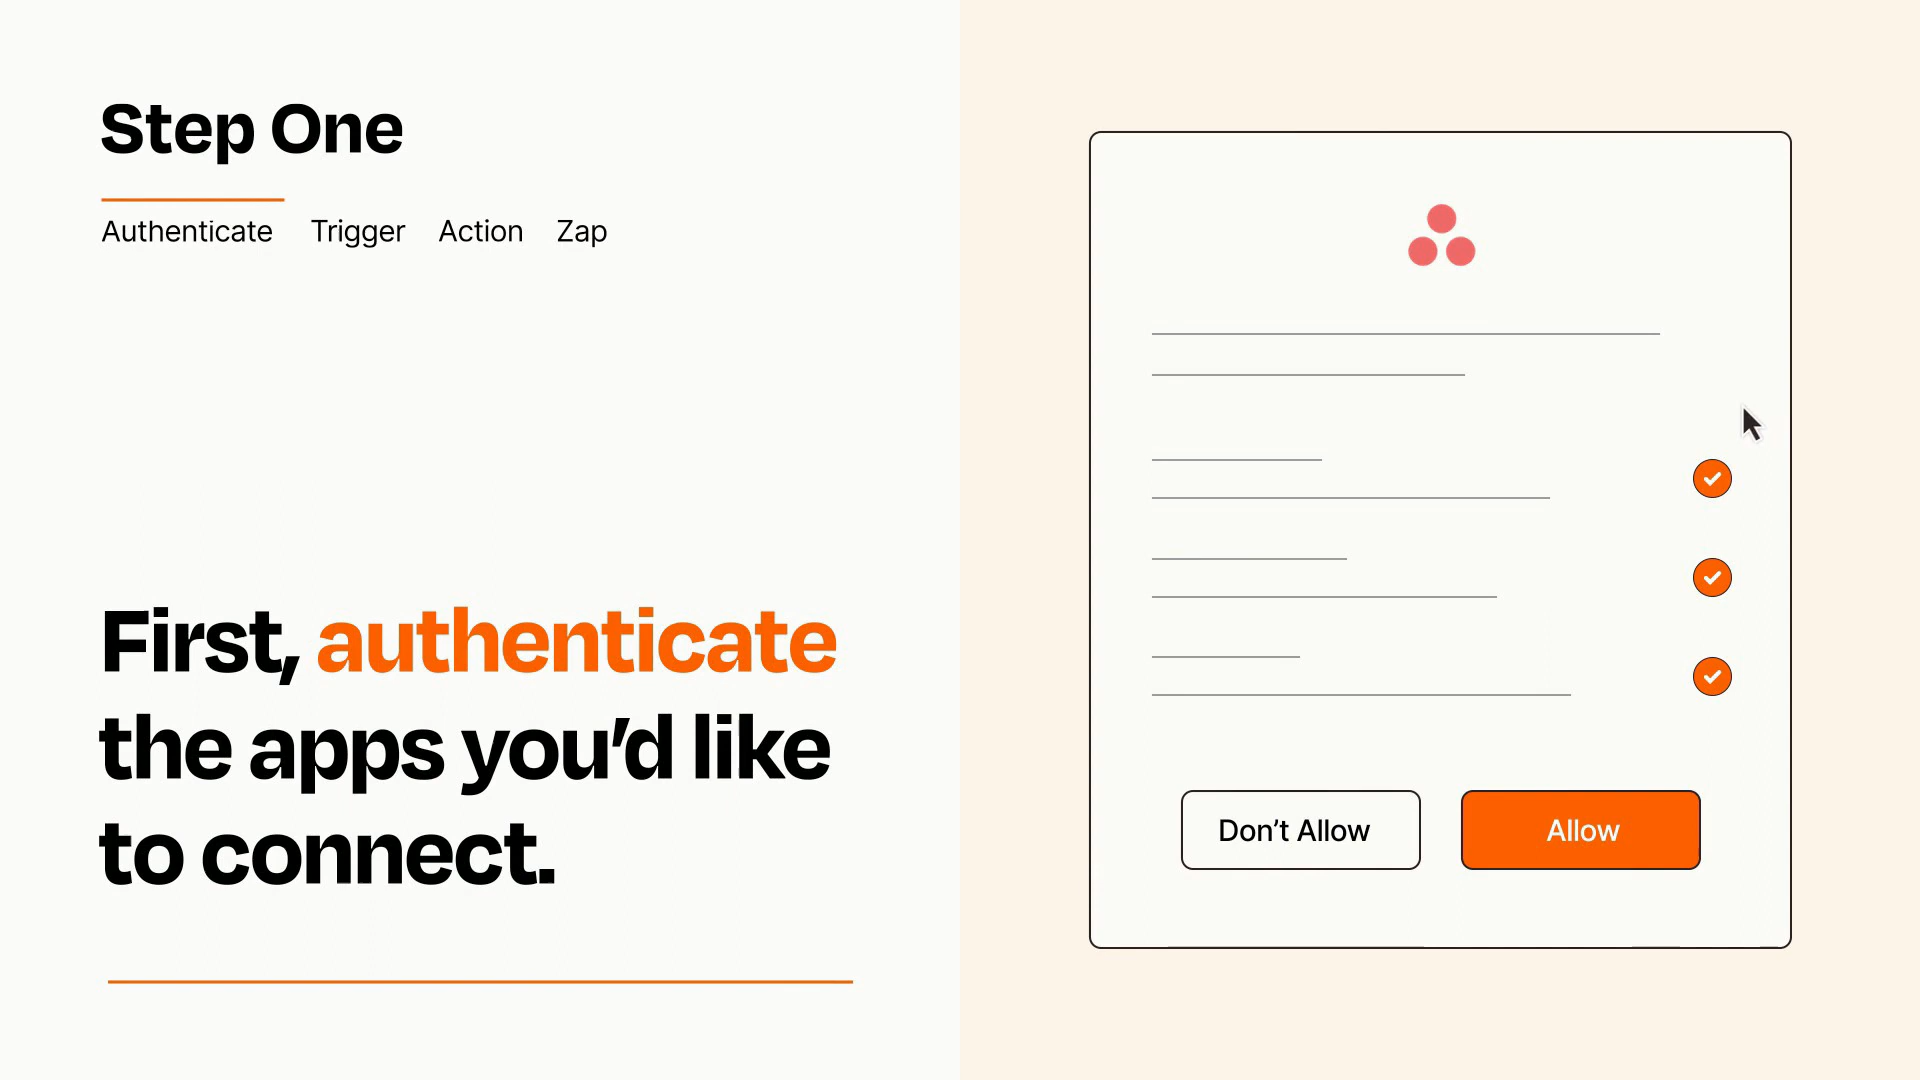 Step One
Authenticate Trigger Action Zap
First, authenticate
the apps you’d like
to connect.
Don’t Allow
Allow